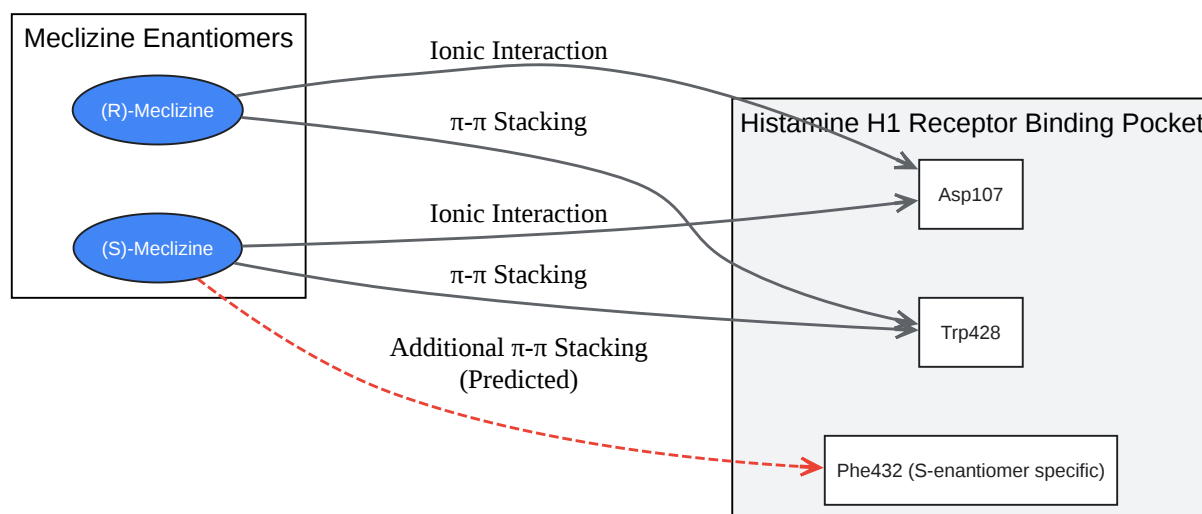 Meclizine Enantiomers
Ionic Interaction
(R)-Meclizine
π-π Stacking
Histamine H1 Receptor Binding Pocket
Asp107
Ionic Interaction
(S)-Meclizine
π-π Stacking
Trp428
Additional π-π Stacking
(Predicted)
Phe432 (S-enantiomer specific)